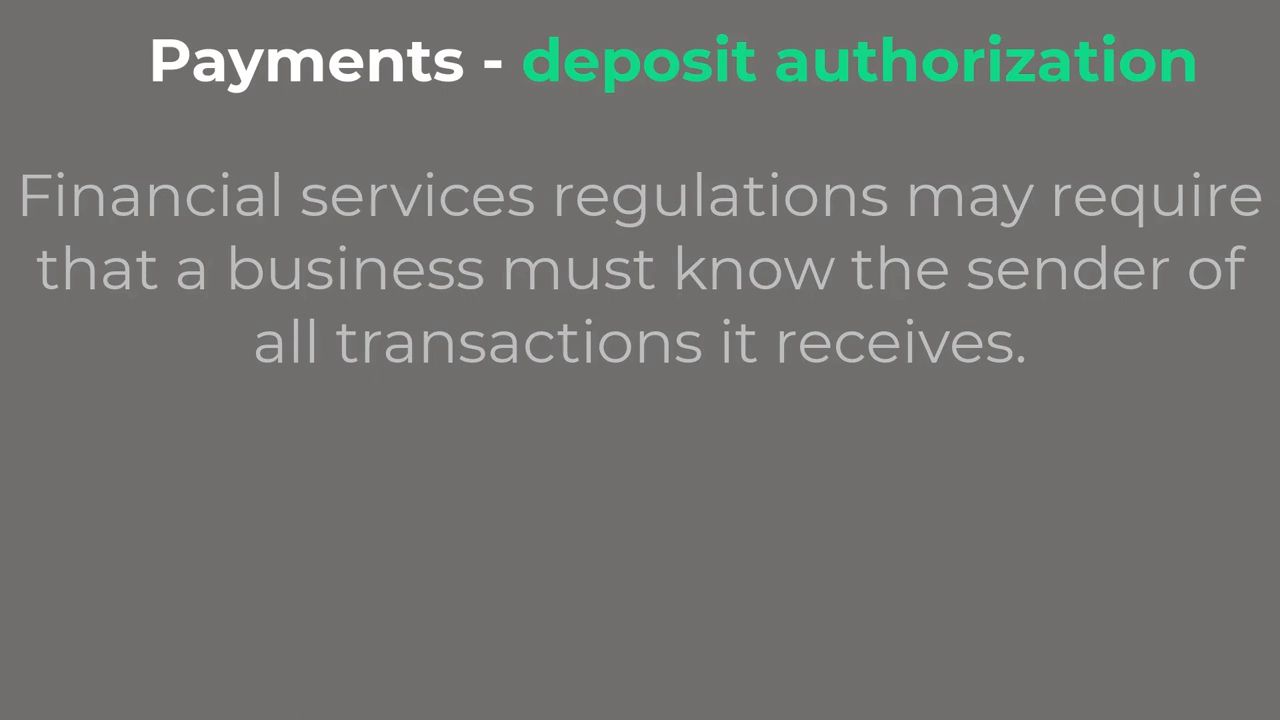 Payments - deposit authorization
Financial services regulations may require
that a business must know the sender of
all transactions it receives.